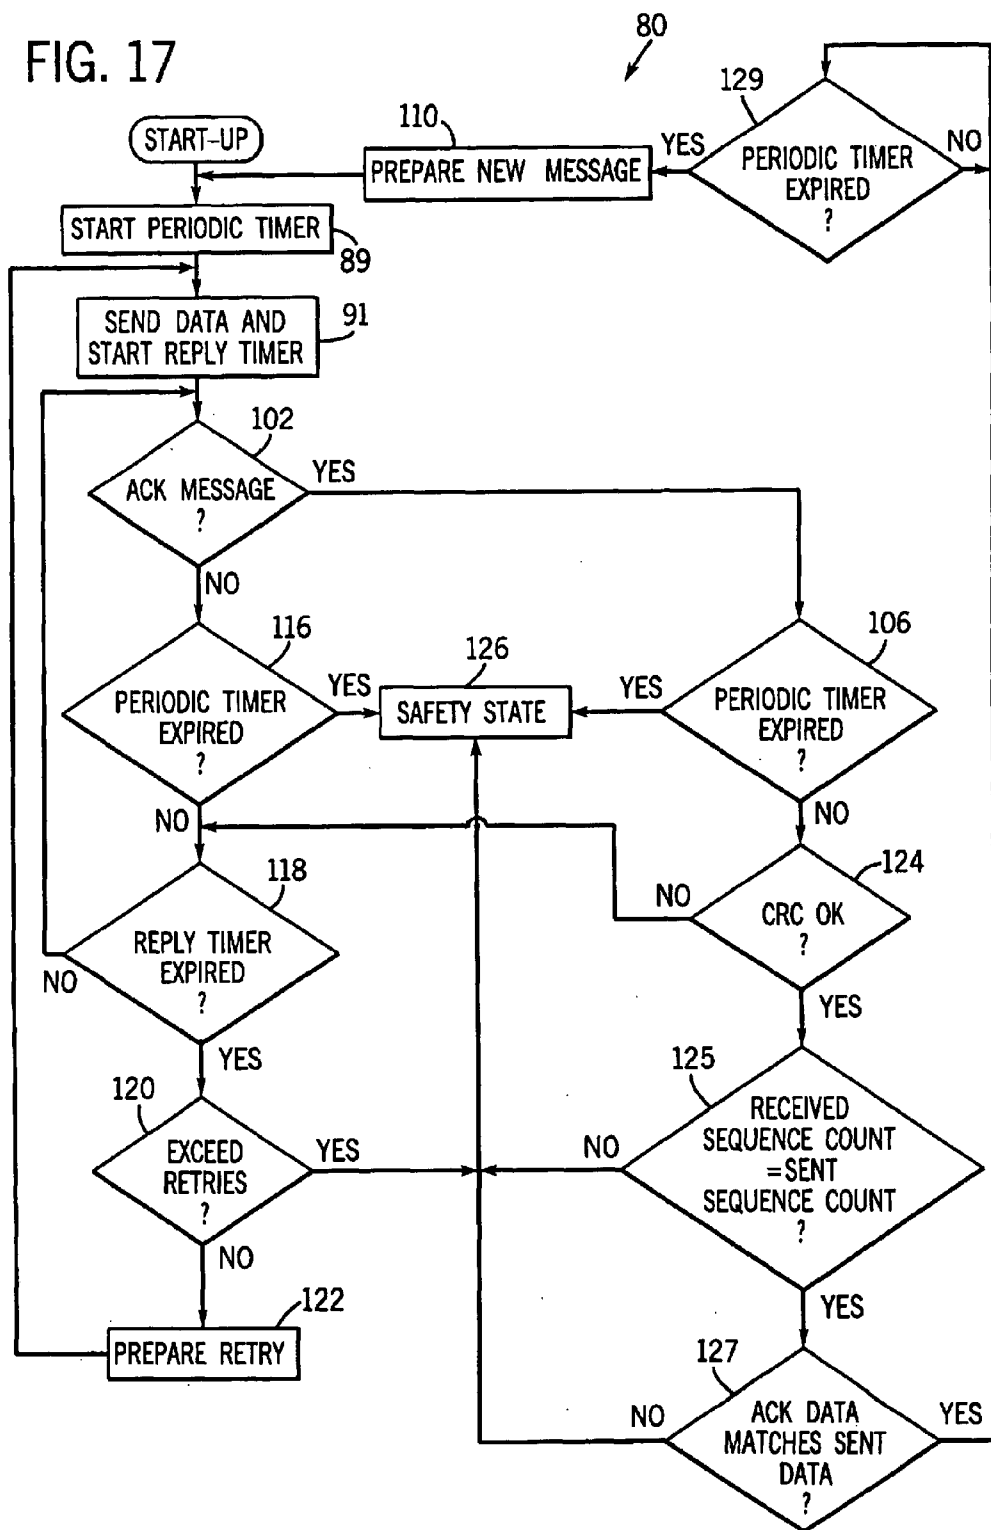 FIG. 17
80
START-UP
110
PREPARE NEW MESSAGE
YES
129
PERIODIC TIMER
EXPIRED
?
NO
START PERIODIC TIMER
89
SEND DATA AND
START REPLY TIMER
91
102
ACK MESSAGE
?
YES
NO
116
PERIODIC TIMER
EXPIRED
?
YES
126
SAFETY STATE
YES
106
PERIODIC TIMER
EXPIRED
?
NO
NO
118
REPLY TIMER
EXPIRED
?
NO
YES
NO
124
CRC OK
?
YES
120
EXCEED
RETRIES
?
YES
NO
125
RECEIVED
SEQUENCE COUNT
=SENT
SEQUENCE COUNT
?
NO
YES
122
PREPARE RETRY
127
ACK DATA
MATCHES SENT
DATA
?
NO
YES